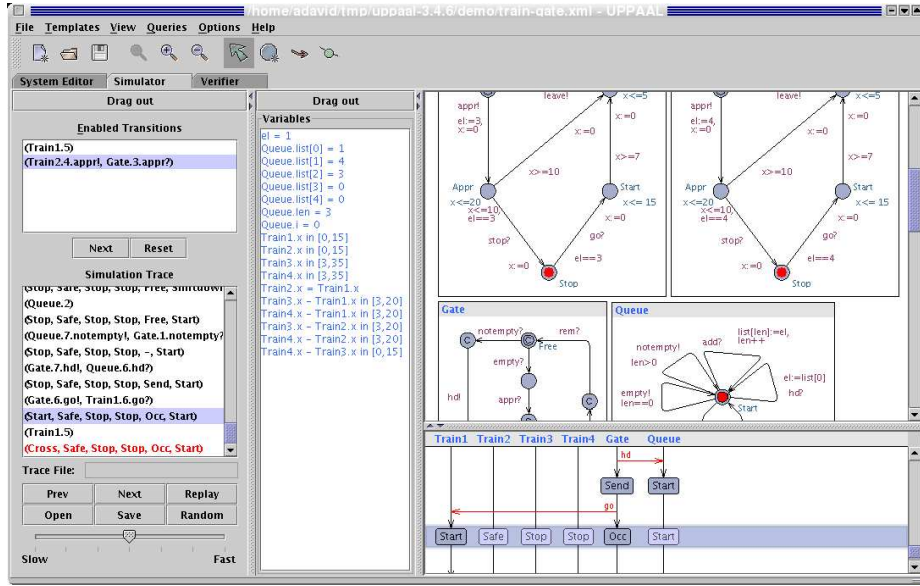 /home/adavid/tmp/uppaal-3.4.6/demo/train-gate.xml - UPPAAL
File Templates View Queries Options Help
System Editor Simulator Verifier
Drag out
Enabled Transitions
(Train1.5)
(Train2.4.appr!, Gate.3.appr?)
Next Reset
Simulation Trace
(Queue.2)
(Stop, Safe, Stop, Stop, Free, Start)
(Queue.7.notempty!, Gate.1.notempty?
(Stop, Safe, Stop, Stop, -, Start)
(Gate.7.hd!, Queue.6.hd?)
(Stop, Safe, Stop, Stop, Send, Start)
(Gate.6.go!, Train1.6.go?)
(Start, Safe, Stop, Stop, Occ, Start)
(Train1.5)
(Cross, Safe, Stop, Stop, Occ, Start)
Trace File:
Prev Next Replay
Open Save Random
Slow Fast
Drag out
Variables
el = 1
Queue.list[0] = 1
Queue.list[1] = 4
Queue.list[2] = 3
Queue.list[3] = 0
Queue.list[4] = 0
Queue.len = 3
Queue.i = 0
Train1.x in [0,15]
Train2.x in [0,15]
Train3.x in [3,35]
Train4.x in [3,35]
Train2.x = Train1.x
Train3.x - Train1.x in [3,20]
Train4.x - Train1.x in [3,20]
Train3.x - Train2.x in [3,20]
Train4.x - Train2.x in [3,20]
Train4.x - Train3.x in [0,15]
leave!
x<=5
appr!
el:=3,
x:=0
x:=0
x>=10
x>=7
Appr
x<=20
x<=10,
el==3
Start
x<= 15
x:=0
stop?
go?
x:=0
el==3
Stop
leave!
x<=5
appr!
el:=4,
x:=0
x:=0
x>=10
x>=7
Appr
x<=20
x<=10,
el==4
Start
x<= 15
x:=0
stop?
go?
x:=0
el==4
Stop
Gate
notempty?
rem?
C
C
Free
empty?
appr?
hd!
C
C
Queue
list[len]:=el,
len++
add?
notempty!
len>0
el:=list[0]
hd?
empty!
len==0
Start
Train1 Train2 Train3 Train4 Gate Queue
hd
Send Start
go
Start Safe Stop Stop Occ Start